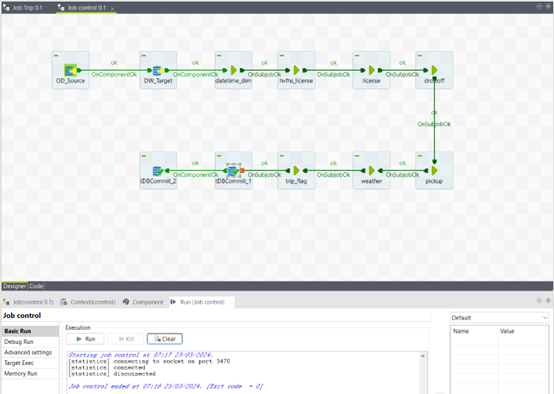 Job Trip 0.1
Job control 0.1
ok
ok
ok
ok
ok
OnComponentOk
OnComponentOk
OnSubjobOk
OnSubjobOk
OnSubjobOk
OD_Source
DW_Target
datetime_dim
hvfhs_license
license
dropoff
ok
OnSubjobOk
ok
ok
ok
ok
ok
OnComponentOk
OnSubjobOk
OnSubjobOk
OnSubjobOk
OnSubjobOk
tDBCommit_2
tDBCommit_1
trip_flag
weather
pickup
Designer
Code
Job(control 0.1)
Contexts(control)
Component
Run (Job control)
Job control
Default
Basic Run
Debug Run
Advanced settings
Target Exec
Memory Run
Execution
Run
Kill
Clear
Name
Value
Starting job control at 07:17 23/03/2024.
[statistics] connecting to socket on port 3470
[statistics] connected
[statistics] disconnected
Job control ended at 07:18 23/03/2024. [Exit code = 0]